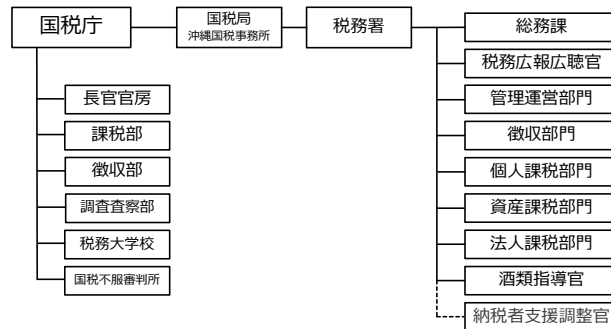 国税庁
国税局
沖縄国税事務所
税務署
長官官房
課税部
徴収部
調査査察部
税務大学校
国税不服審判所
総務課
税務広報広聴官
管理運営部門
徴収部門
個人課税部門
資産課税部門
法人課税部門
酒類指導官
納税者支援調整官